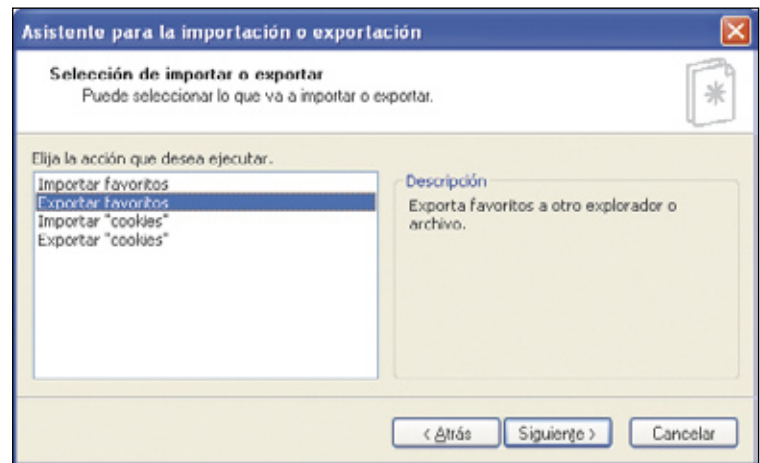 Asistente para la importación o exportación
Selección de importar o exportar
Puede seleccionar lo que va a importar o exportar.
Elija la acción que desea ejecutar.
Importar favoritos
Exportar favoritos
Importar "cookies"
Exportar "cookies"
Descripción
Exporta favoritos a otro explorador o
archivo.
< Atrás
Siguiente >
Cancelar